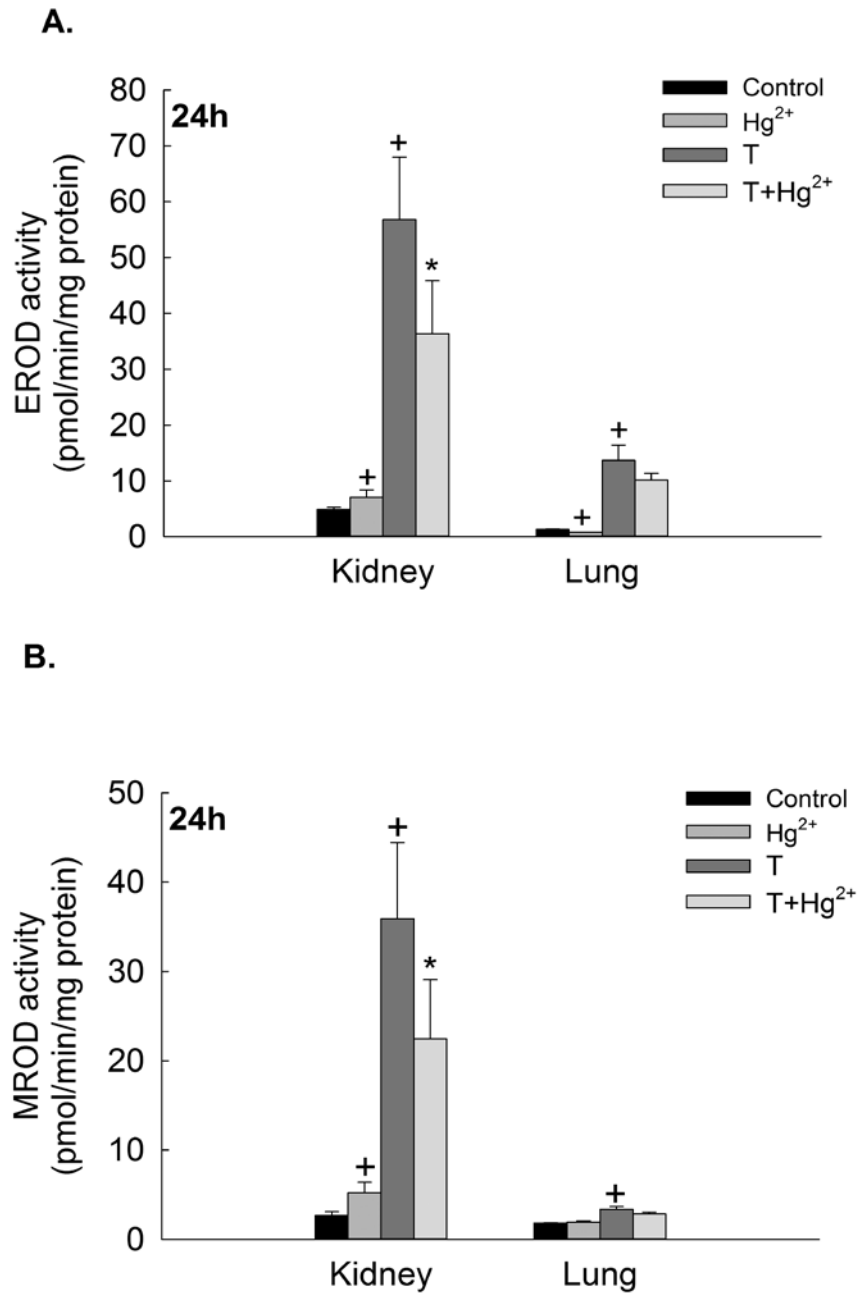 A.
EROD activity
(pmol/min/mg protein)
80
70
60
50
40
30
20
10
0
24h
Control
Hg²⁺
T
T+Hg²⁺
+
+
*
+
+
Kidney
Lung
B.
MROD activity
(pmol/min/mg protein)
50
40
30
20
10
0
24h
Control
Hg²⁺
T
T+Hg²⁺
+
+
*
+
Kidney
Lung